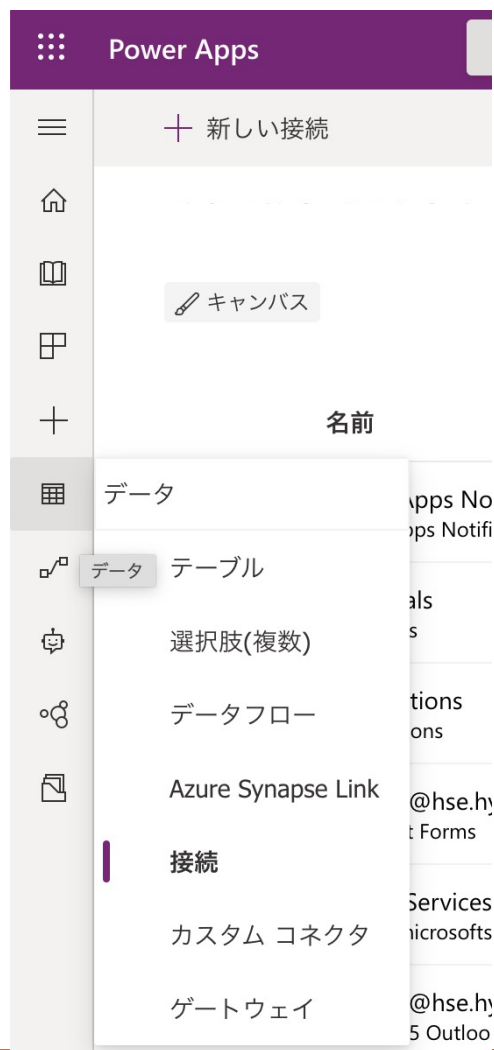 Power Apps
新しい接続
キャンバス
名前
データ
データ
テーブル
選択肢(複数)
データフロー
Azure Synapse Link
接続
カスタム コネクタ
ゲートウェイ
Apps No
pps Notifi
als
s
tions
ons
@hse.hy
t Forms
Services
icrosofts
@hse.hy
5 Outloo